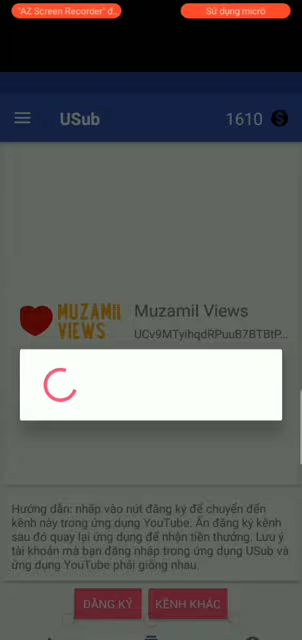 "AZ Screen Recorder" đ.
Sử dụng micrô
USub
1610
MUZAMIL
VIEWS
Muzamil Views
UCv9MTyihqdRPuuB7BTBtP...
Hướng dẫn: nhấp vào nút đăng ký để chuyển đến
kênh này trong ứng dụng YouTube. Ấn đăng ký kênh
sau đó quay lại ứng dụng để nhận tiền thưởng. Lưu ý
tài khoản mà bạn đăng nhập trong ứng dụng USub và
ứng dụng YouTube phải giống nhau.
ĐĂNG KÝ
KÊNH KHÁC